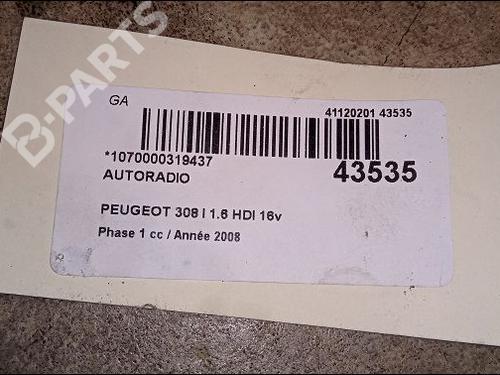 B-PARTS
GA
41120201 43535
*1070000319437
43535
AUTORADIO
PEUGEOT 308 I 1.6 HDI 16v
Phase 1 cc / Année 2008